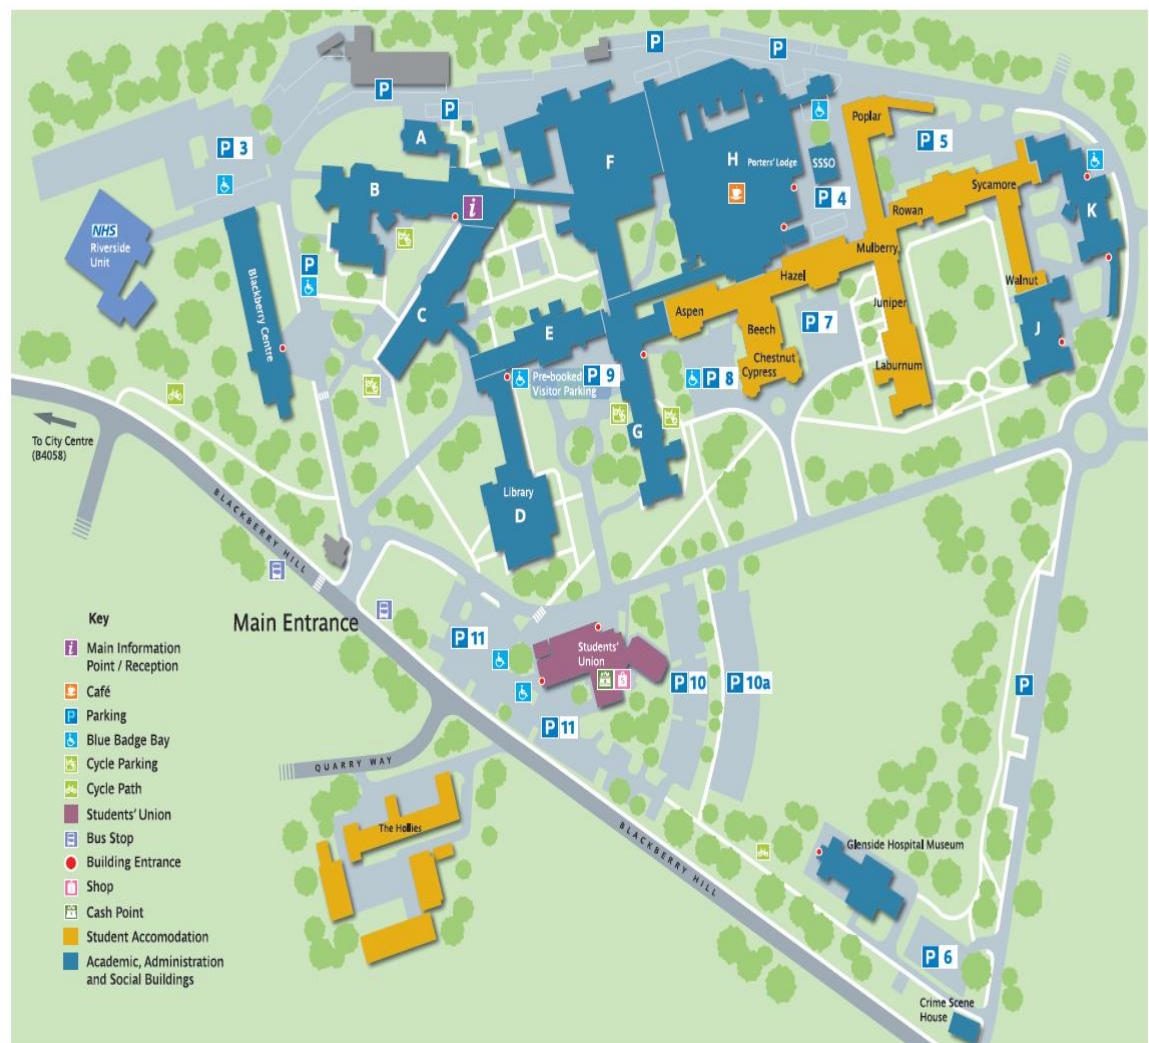 P
P
P
P
A
Poplar
P 5
P 3
F
H Porters' Lodge
SSSO
B
i
P 4
Sycamore
Rowan
K
NHS
Riverside
Unit
Mulberry
P
Hazel
Walnut
Blackberry Centre
C
Aspen
Juniper
E
Beech
P 7
J
Chestnut
Cypress
Laburnum
Pre-booked
Visitor Parking
P 9
P 8
To City Centre
(B4058)
G
Library
D
BLACKBERRY HILL
Main Entrance
Key
i Main Information
Point / Reception
Café
P Parking
Blue Badge Bay
Cycle Parking
Cycle Path
Students' Union
Bus Stop
Building Entrance
Shop
Cash Point
Student Accomodation
Academic, Administration
and Social Buildings
P 11
Students'
Union
P 10
P 10a
P
P 11
QUARRY WAY
The Hollies
BLACKBERRY HILL
Glenside Hospital Museum
P 6
Crime Scene
House